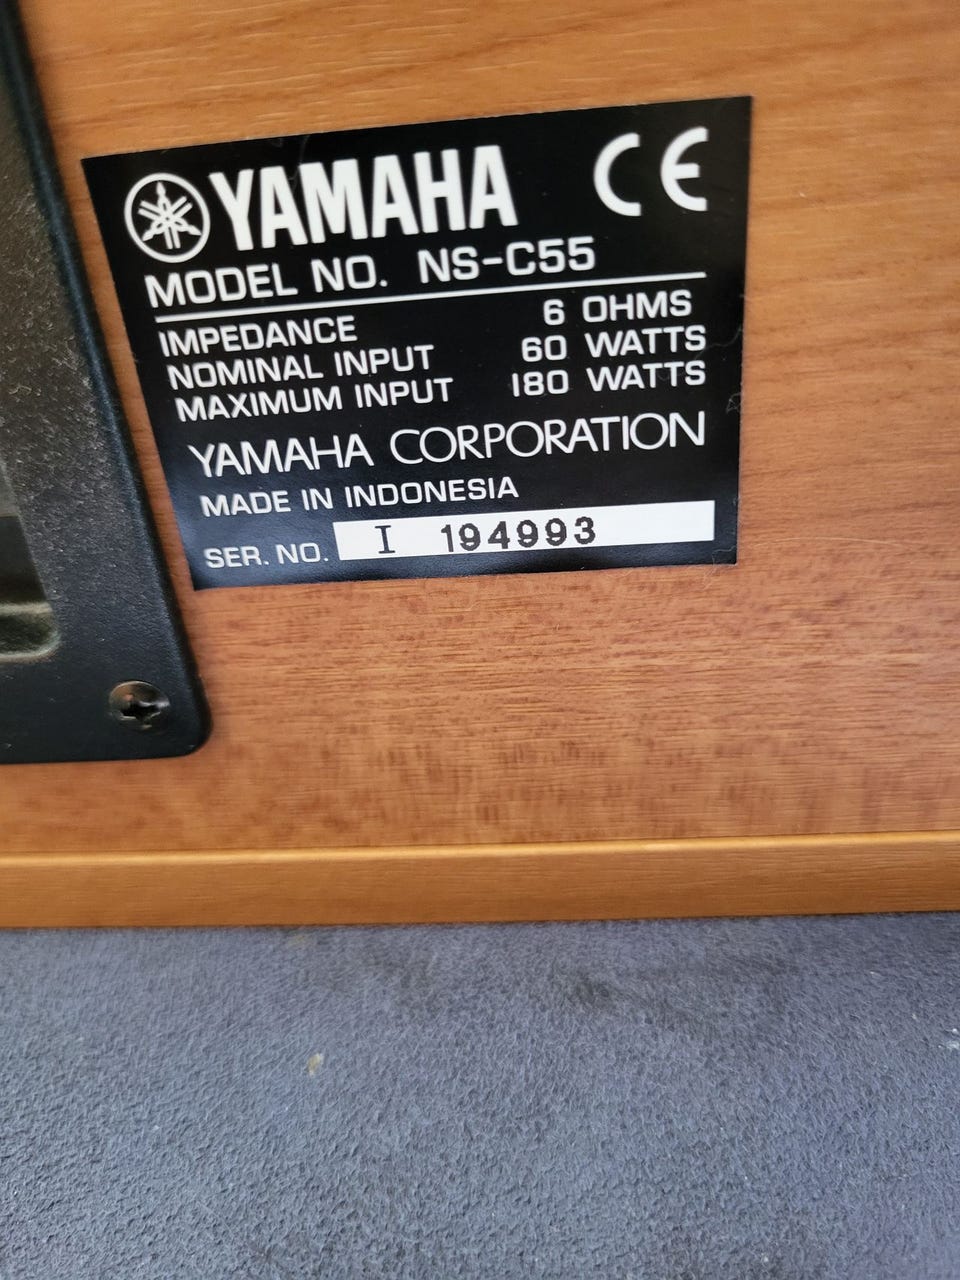 YAMAHA CE
MODEL NO. NS-C55
IMPEDANCE 6 OHMS
NOMINAL INPUT 60 WATTS
MAXIMUM INPUT 180 WATTS
YAMAHA CORPORATION
MADE IN INDONESIA
SER. NO. I 194993